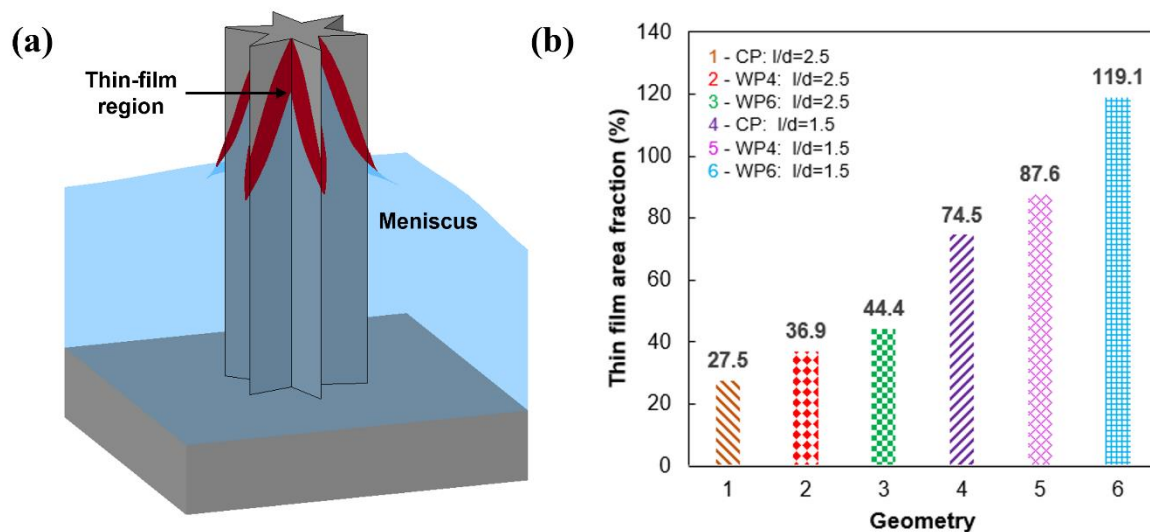 (a)
Thin-film
region
Meniscus
(b)
Thin film area fraction (%)
140
120
100
80
60
40
20
0
1 - CP: l/d=2.5
2 - WP4: l/d=2.5
3 - WP6: l/d=2.5
4 - CP: l/d=1.5
5 - WP4: l/d=1.5
6 - WP6: l/d=1.5
27.5
36.9
44.4
74.5
87.6
119.1
1 2 3 4 5 6
Geometry